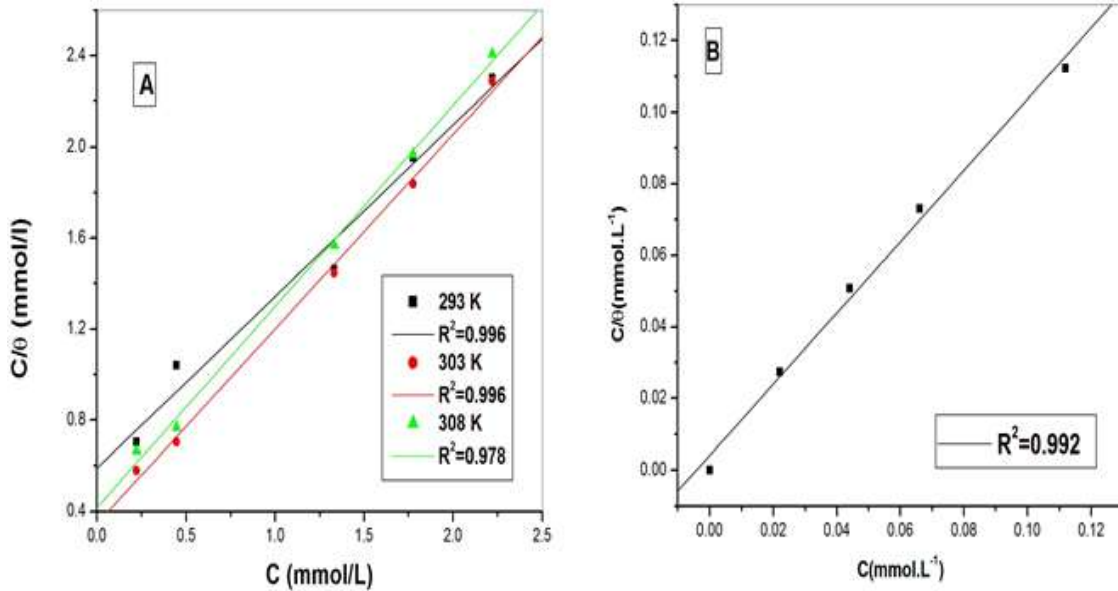 A
C/θ (mmol/l)
2.4
2.0
1.6
1.2
0.8
0.4
293 K
R²=0.996
303 K
R²=0.996
308 K
R²=0.978
0.0 0.5 1.0 1.5 2.0 2.5
C (mmol/L)
B
C/θ(mmol.L⁻¹)
0.12
0.10
0.08
0.06
0.04
0.02
0.00
R²=0.992
0.00 0.02 0.04 0.06 0.08 0.10 0.12
C(mmol.L⁻¹)